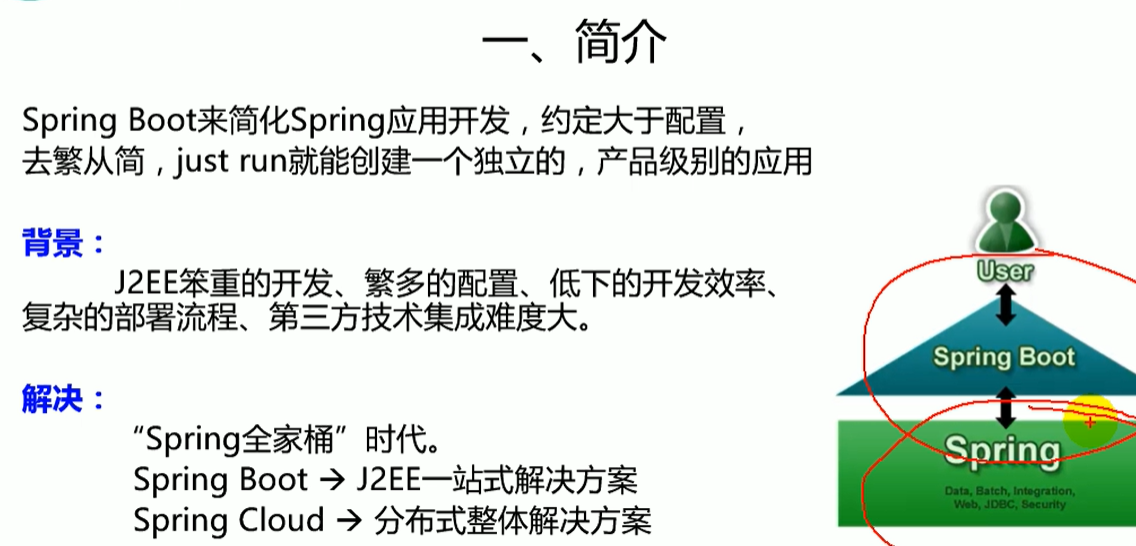 一、简介
Spring Boot来简化Spring应用开发，约定大于配置，
去繁从简，just run就能创建一个独立的，产品级别的应用
背景：
J2EE笨重的开发、繁多的配置、低下的开发效率、
复杂的部署流程、第三方技术集成难度大。
解决：
“Spring全家桶”时代。
Spring Boot → J2EE一站式解决方案
Spring Cloud → 分布式整体解决方案
User
Spring Boot
Spring
Data, Batch, Integration,
Web, JDBC, Security